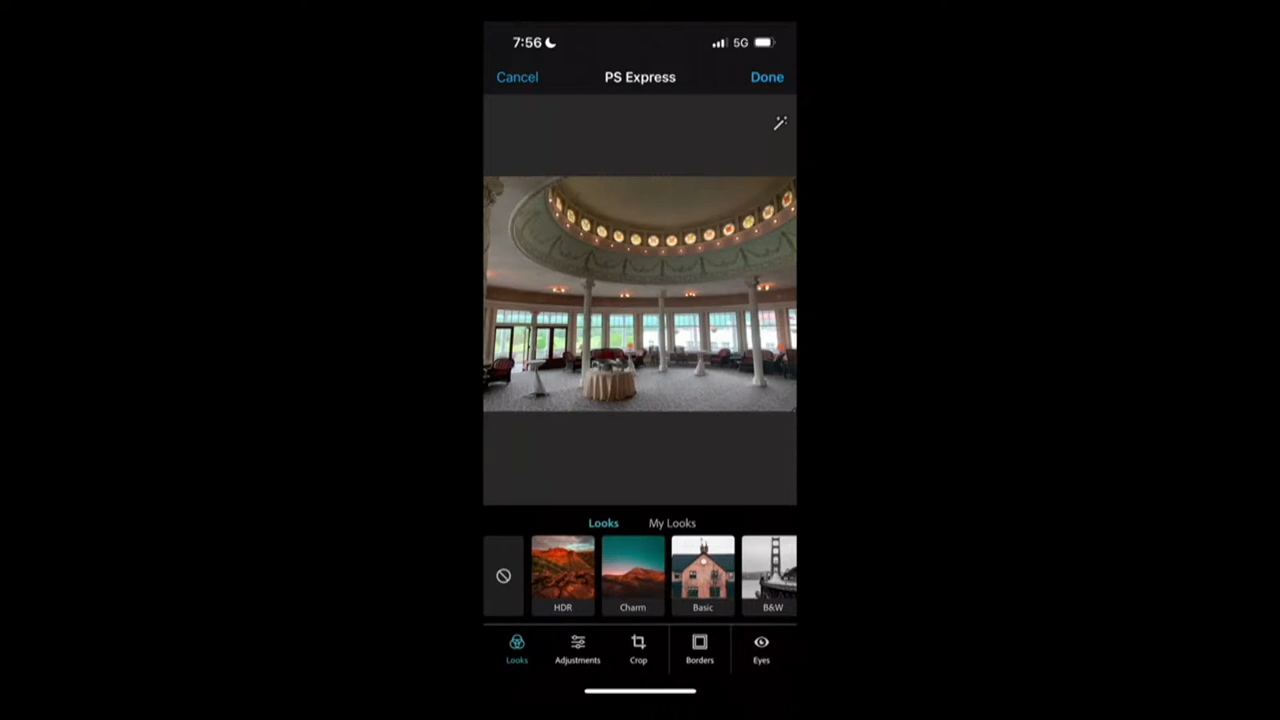 7:56
5G
Cancel
PS Express
Done
Looks
My Looks
HDR
Charm
Basic
B&W
Looks
Adjustments
Crop
Borders
Eyes